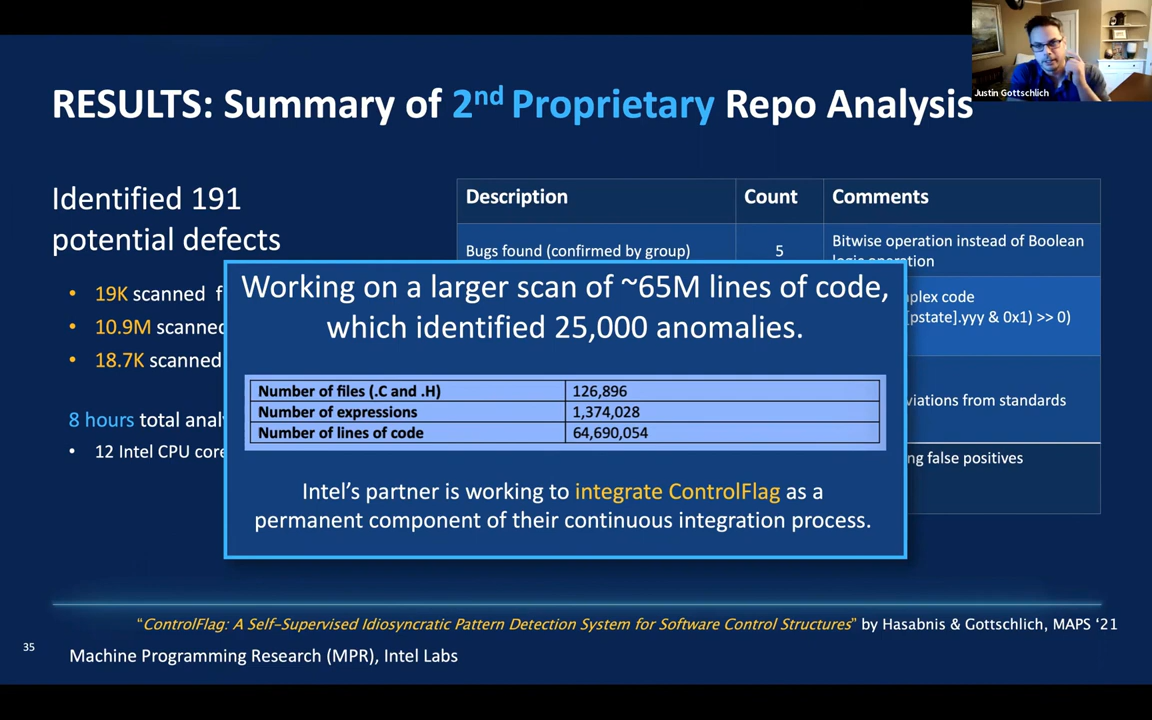 Justin Gottschlich
RESULTS: Summary of 2nd Proprietary Repo Analysis
Identified 191
potential defects
• 19K scanned
• 10.9M scanned
• 18.7K scanned
8 hours total
• 12 Intel CPU
Description Count Comments
Bugs found (confirmed by group) 5 Bitwise operation instead of Boolean
logic operation
code
[pstate].yyy & 0x1) >> 0)
from standards
false positives
Working on a larger scan of ~65M lines of code,
which identified 25,000 anomalies.
Number of files (.C and .H) 126,896
Number of expressions 1,374,028
Number of lines of code 64,690,054
Intel’s partner is working to integrate ControlFlag as a
permanent component of their continuous integration process.
“ControlFlag: A Self-Supervised Idiosyncratic Pattern Detection System for Software Control Structures” by Hasabnis & Gottschlich, MAPS ‘21
35
Machine Programming Research (MPR), Intel Labs